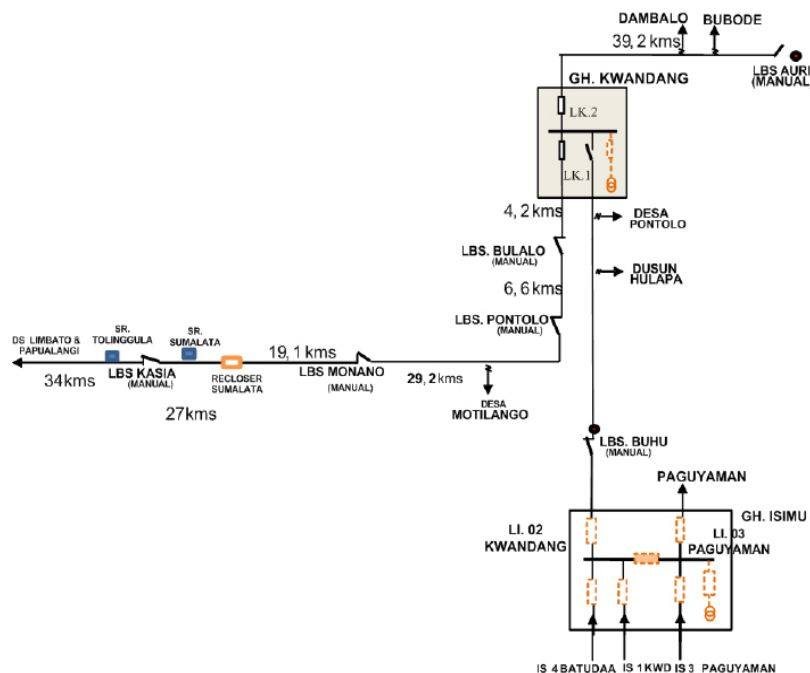 DAMBALO
BUBODE
39, 2 kms
LBS AURI
(MANUAL)
GH. KWANDANG
LK.2
LK. 1
4, 2 kms
DESA
PONTOLO
LBS. BULALO
(MANUAL)
DUSUN
HULAPA
6, 6 kms
LBS. PONTOLO
(MANUAL)
DS LIMBATO &
PAPUALANGI
SR.
TOLINGGULA
SR.
SUMALATA
19, 1 kms
34kms
LBS KASIA
(MANUAL)
RECLOSER
SUMALATA
LBS MONANO
(MANUAL)
29, 2 kms
27kms
DESA
MOTILANGO
LBS. BUHU
(MANUAL)
PAGUYAMAN
GH. ISIMU
LI. 02
KWANDANG
LI. 03
PAGUYAMAN
IS 4 BATUDAA
IS 1 KWD
IS 3 PAGUYAMAN